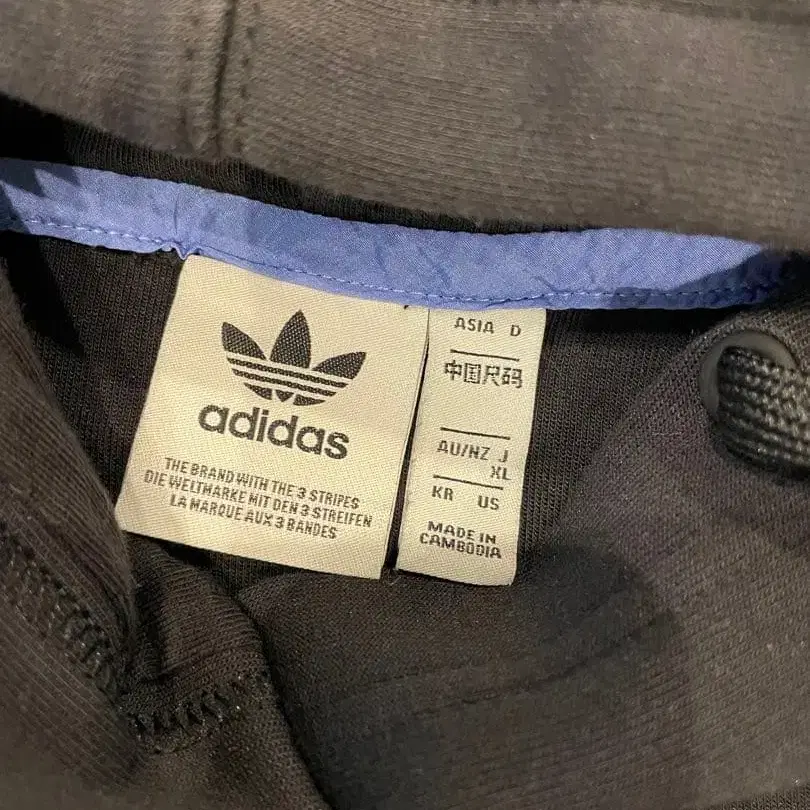 adidas
THE BRAND WITH THE 3 STRIPES
DIE WELTMARKE MIT DEN 3 STREIFEN
LA MARQUE AUX 3 BANDES
ASIA D
中国尺码
AU/NZ J
XL
KR US
MADE IN
CAMBODIA